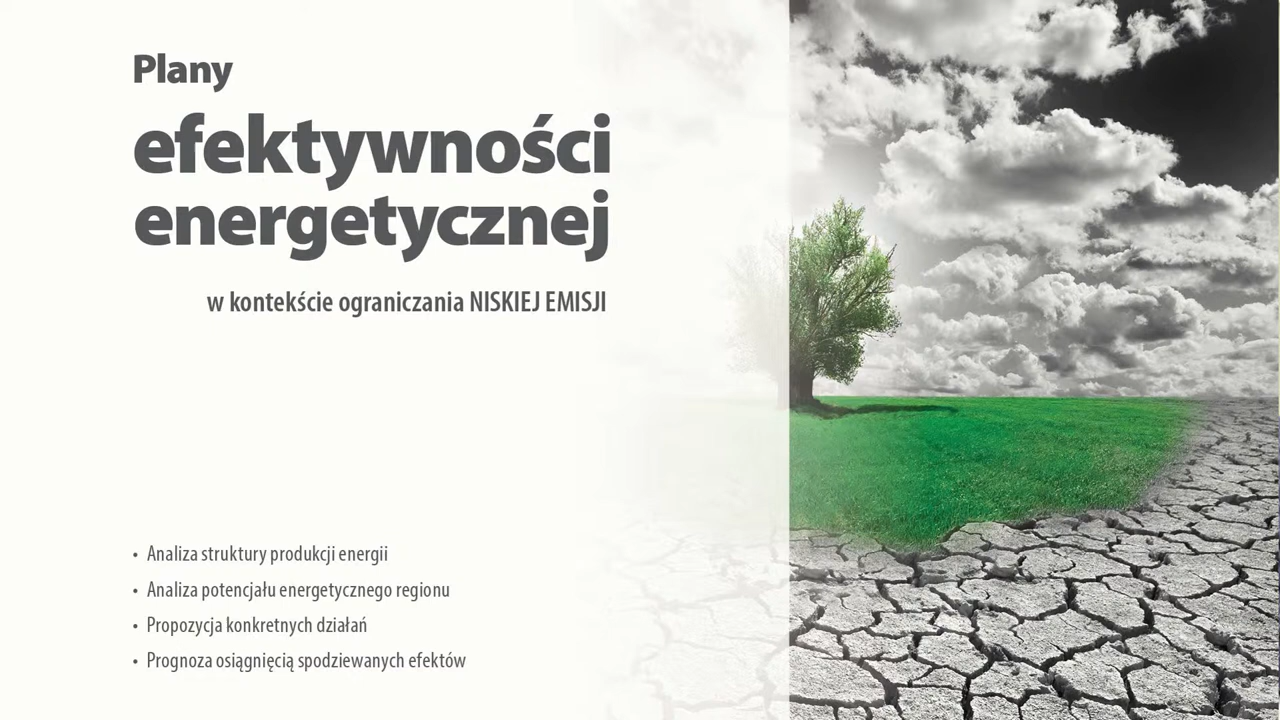 Plany
efektywności
energetycznej
w kontekście ograniczania NISKIEJ EMISJI
• Analiza struktury produkcji energii
• Analiza potencjału energetycznego regionu
• Propozycja konkretnych działań
• Prognoza osiągnięcią spodziewanych efektów